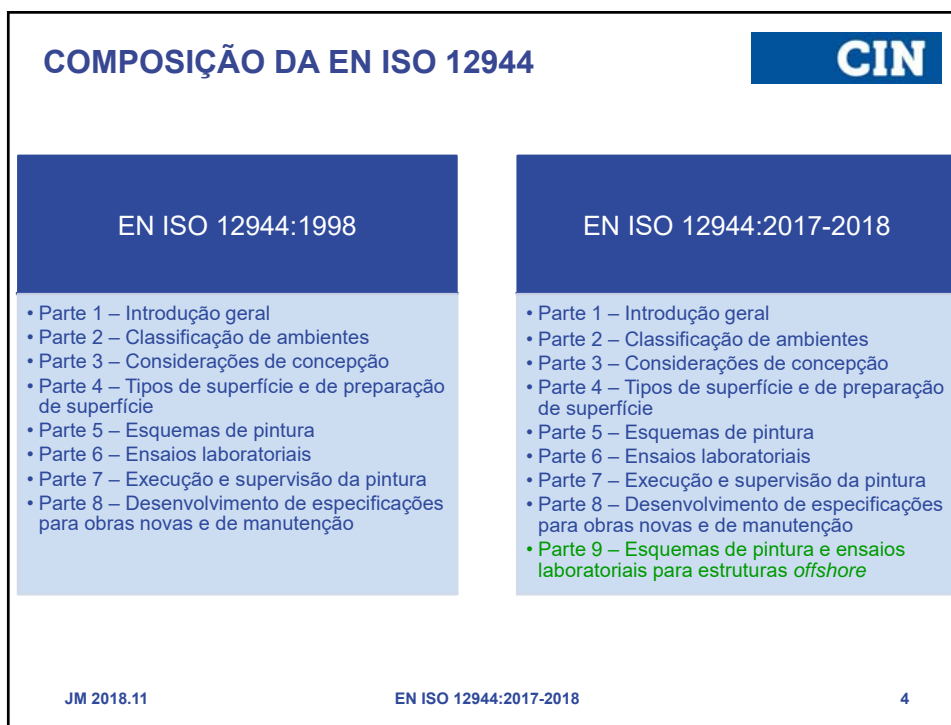 COMPOSIÇÃO DA EN ISO 12944
CIN
EN ISO 12944:1998
• Parte 1 – Introdução geral
• Parte 2 – Classificação de ambientes
• Parte 3 – Considerações de concepção
• Parte 4 – Tipos de superfície e de preparação
de superfície
• Parte 5 – Esquemas de pintura
• Parte 6 – Ensaios laboratoriais
• Parte 7 – Execução e supervisão da pintura
• Parte 8 – Desenvolvimento de especificações
para obras novas e de manutenção
EN ISO 12944:2017-2018
• Parte 1 – Introdução geral
• Parte 2 – Classificação de ambientes
• Parte 3 – Considerações de concepção
• Parte 4 – Tipos de superfície e de preparação
de superfície
• Parte 5 – Esquemas de pintura
• Parte 6 – Ensaios laboratoriais
• Parte 7 – Execução e supervisão da pintura
• Parte 8 – Desenvolvimento de especificações
para obras novas e de manutenção
• Parte 9 – Esquemas de pintura e ensaios
laboratoriais para estruturas offshore
JM 2018.11
EN ISO 12944:2017-2018
4